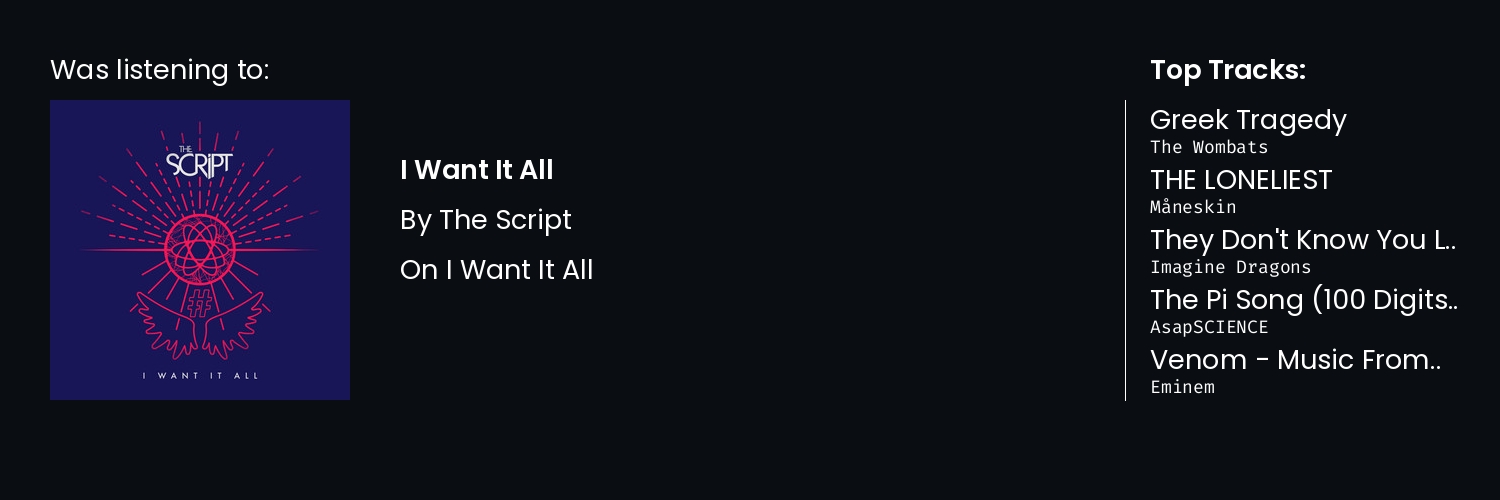 Was listening to:
THE
SCRIPT
#
I WANT IT ALL
I Want It All
By The Script
On I Want It All
Top Tracks:
Greek Tragedy
The Wombats
THE LONELIEST
Måneskin
They Don't Know You L..
Imagine Dragons
The Pi Song (100 Digits..
AsapSCIENCE
Venom - Music From..
Eminem